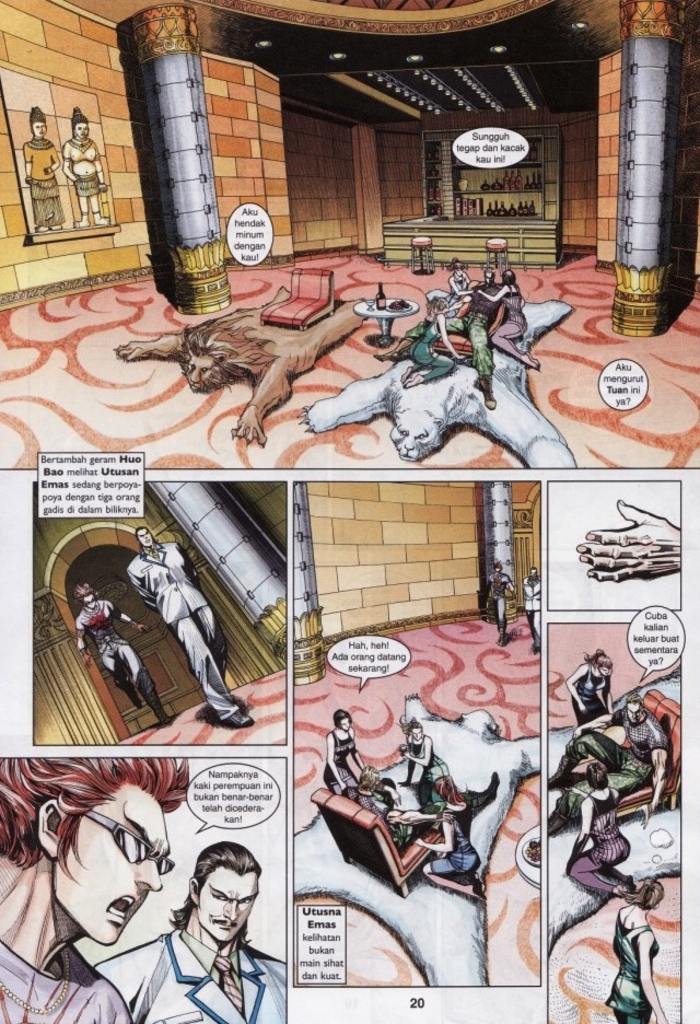 Sungguh
tegap dan kacak
kau ini!
Aku
hendak
minum
dengan
kau!
Aku
mengurut
Tuan ini
ya?
Bertambah geram Huo
Bao melihat Utusan
Emas sedang berpoya-
poya dengan tiga orang
gadis di dalam biliknya.
Hah, heh!
Ada orang datang
sekarang!
Utusna
Emas
kelihatan
bukan
main sihat
dan kuat.
Cuba
kalian
keluar buat
sementara
ya?
Nampaknya
kaki perempuan ini
bukan benar-benar
telah dicedera-
kan!
20